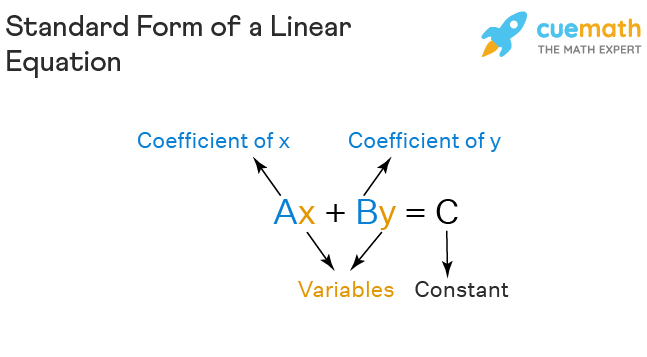 Standard Form of a Linear
Equation
cuemath
THE MATH EXPERT
Coefficient of x
Coefficient of y
Ax + By = C
Variables
Constant